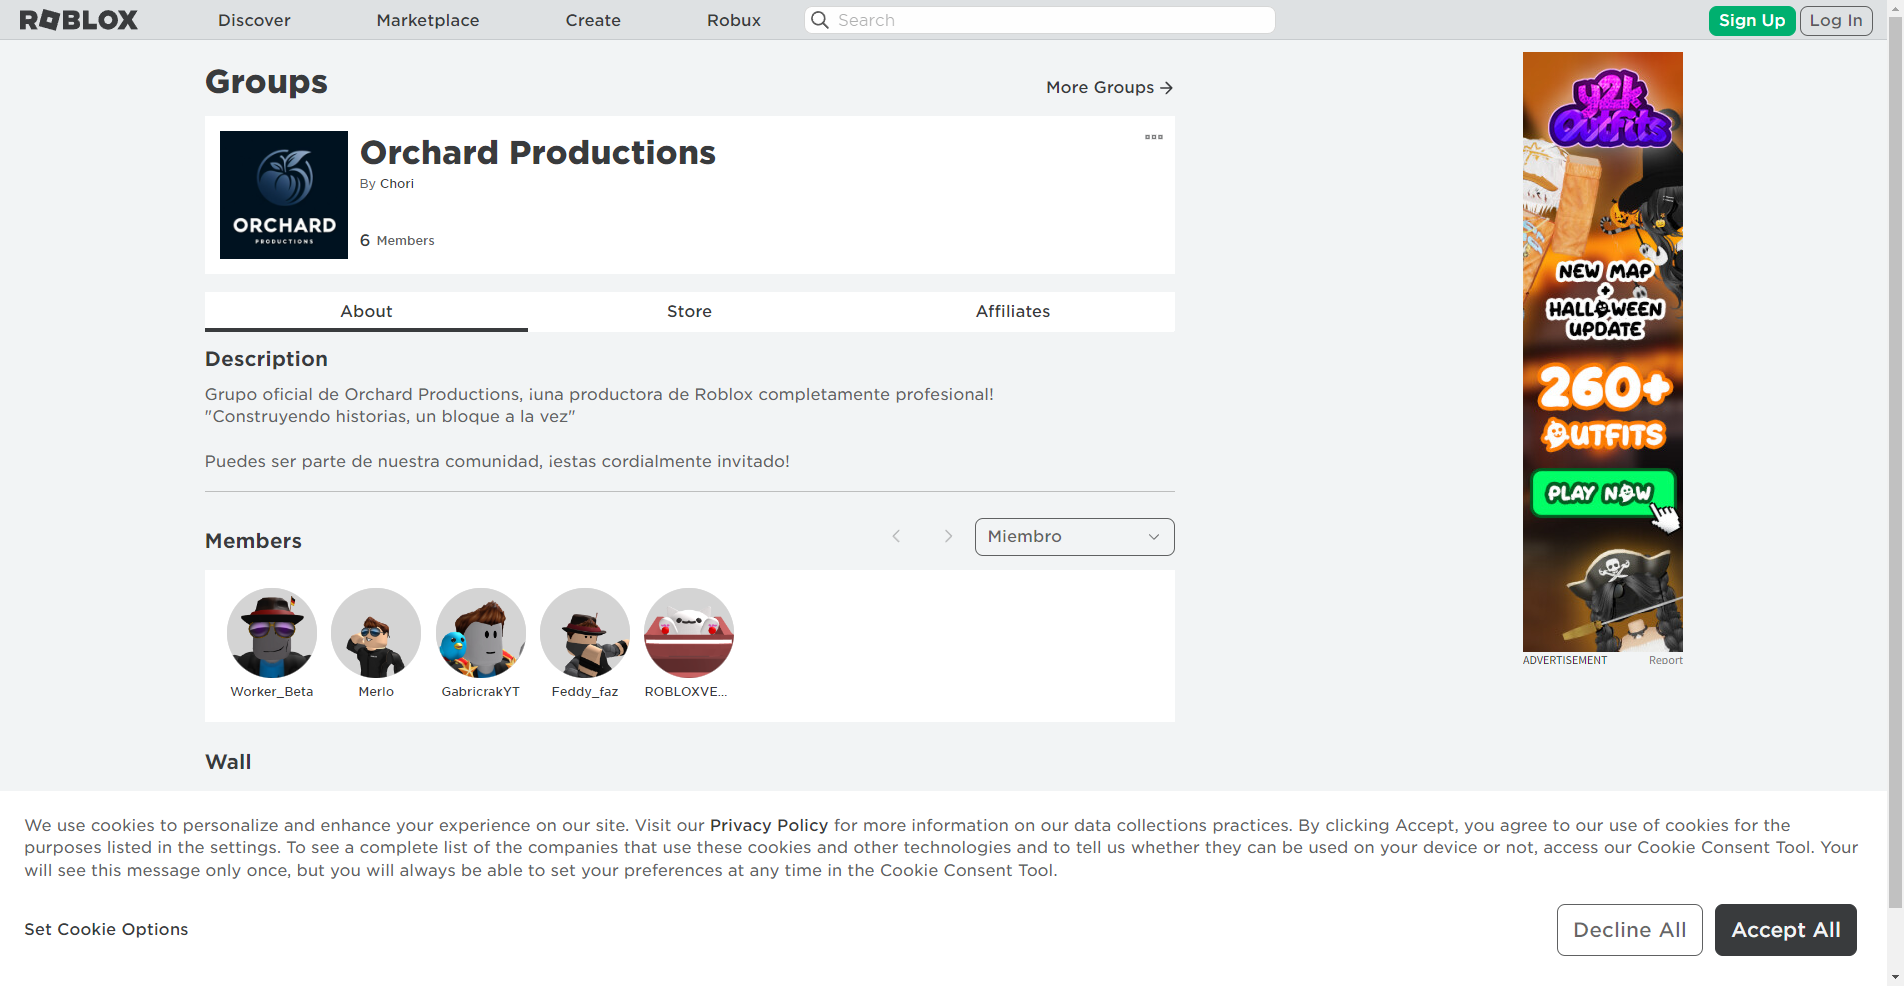 ROBLOX
Discover
Marketplace
Create
Robux
Search
Sign Up
Log In
Groups
More Groups →
ORCHARD
PRODUCTIONS
Orchard Productions
By Chori
6 Members
About
Store
Affiliates
Description
Grupo oficial de Orchard Productions, ¡una productora de Roblox completamente profesional!
"Construyendo historias, un bloque a la vez"
Puedes ser parte de nuestra comunidad, ¡estas cordialmente invitado!
Members
Miembro
Worker_Beta
Merlo
GabricrakYT
Feddy_faz
ROBLOXVE...
Wall
y2k
Outfits
NEW MAP
+
HALLOWEEN
UPDATE
260+
OUTFITS
PLAY NOW
ADVERTISEMENT
Report
We use cookies to personalize and enhance your experience on our site. Visit our Privacy Policy for more information on our data collections practices. By clicking Accept, you agree to our use of cookies for the
purposes listed in the settings. To see a complete list of the companies that use these cookies and other technologies and to tell us whether they can be used on your device or not, access our Cookie Consent Tool. Your
will see this message only once, but you will always be able to set your preferences at any time in the Cookie Consent Tool.
Set Cookie Options
Decline All
Accept All